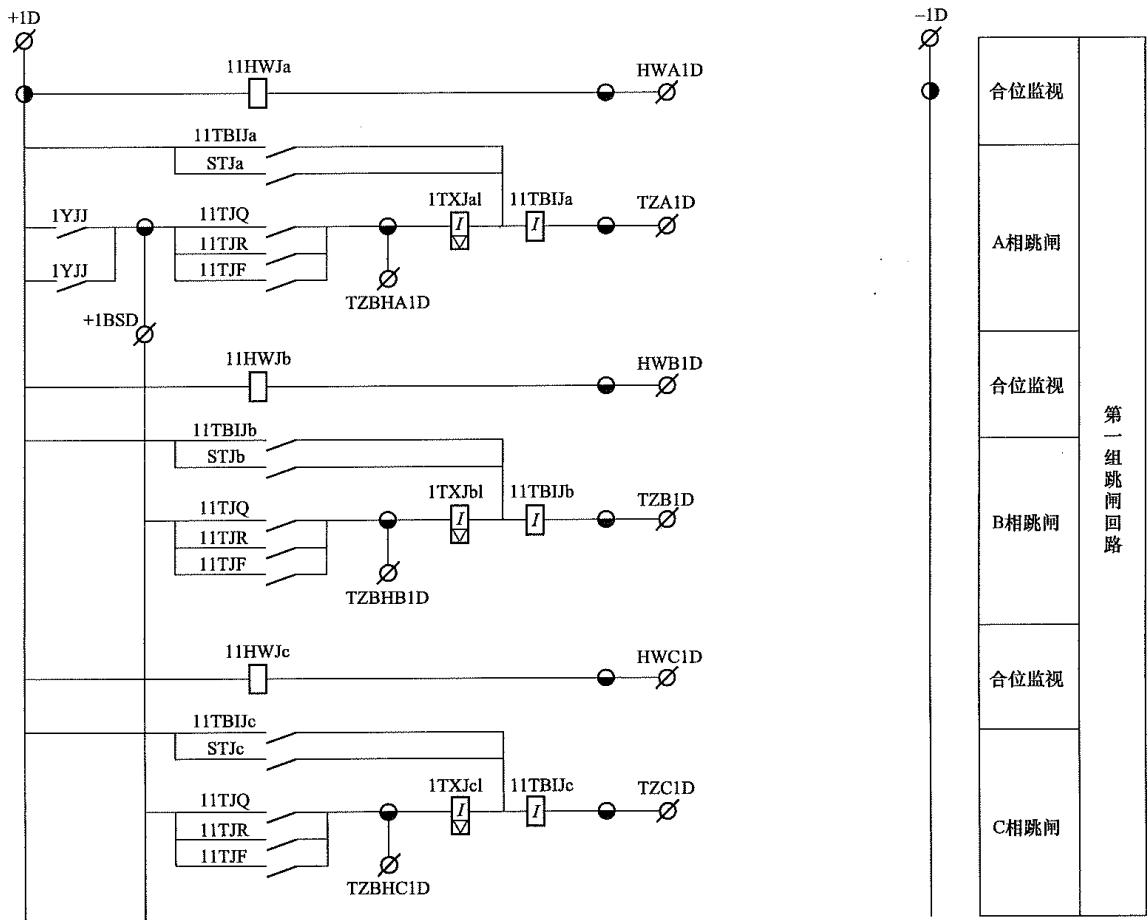 +1D
−1D
11HWJa
HWA1D
合位监视
11TBIJa
STJa
1TXJal
11TBIJa
1YJJ
11TJQ
TZA1D
11TJR
A相跳闸
1YJJ
11TJF
TZBHA1D
+1BSD
11HWJb
HWB1D
合位监视
第一组跳闸回路
11TBIJb
STJb
1TXJbl
11TBIJb
11TJQ
TZB1D
11TJR
B相跳闸
11TJF
TZBHB1D
11HWJc
HWC1D
合位监视
11TBIJc
STJc
1TXJcl
11TBIJc
11TJQ
TZC1D
11TJR
C相跳闸
11TJF
TZBHC1D
I
I
I
I
I
I